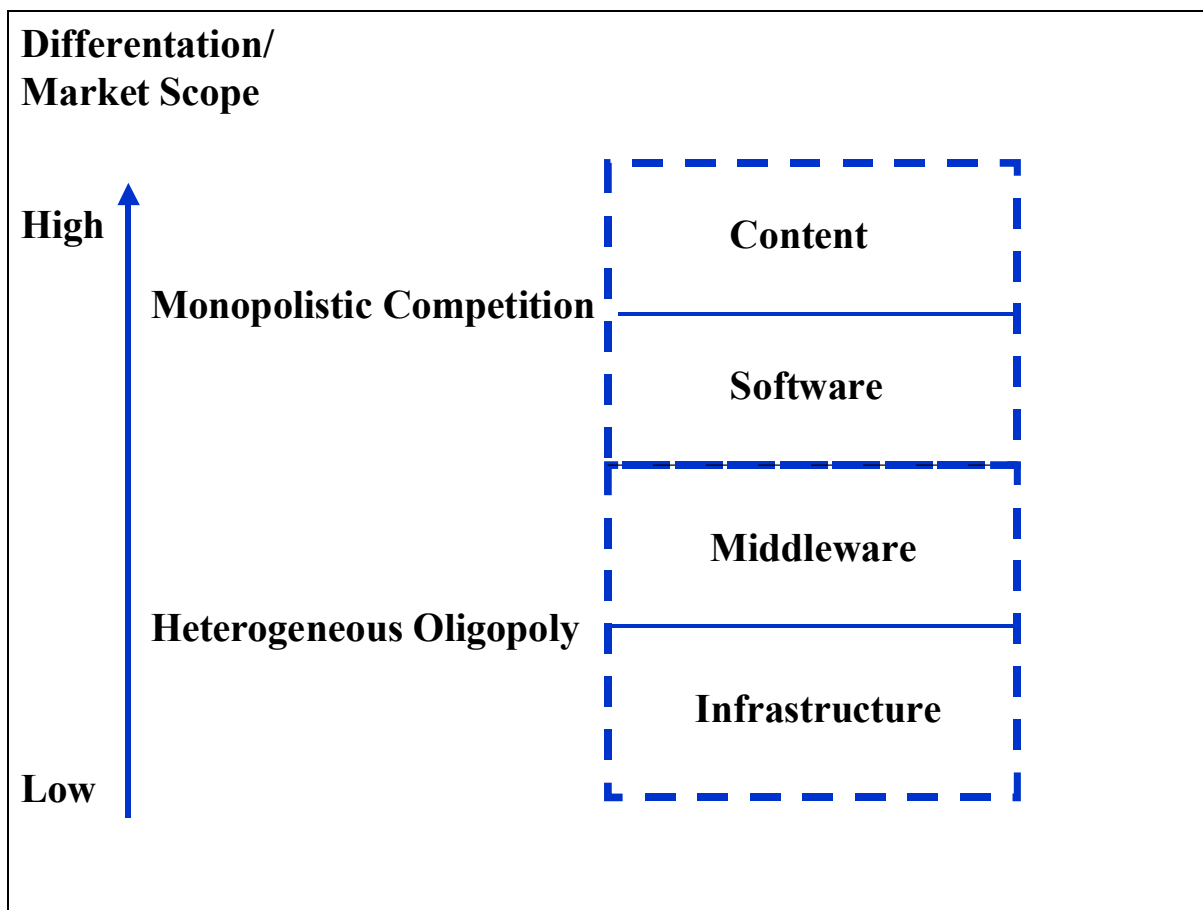 Differentation/
Market Scope
High
Content
Monopolistic Competition
Software
Middleware
Heterogeneous Oligopoly
Infrastructure
Low